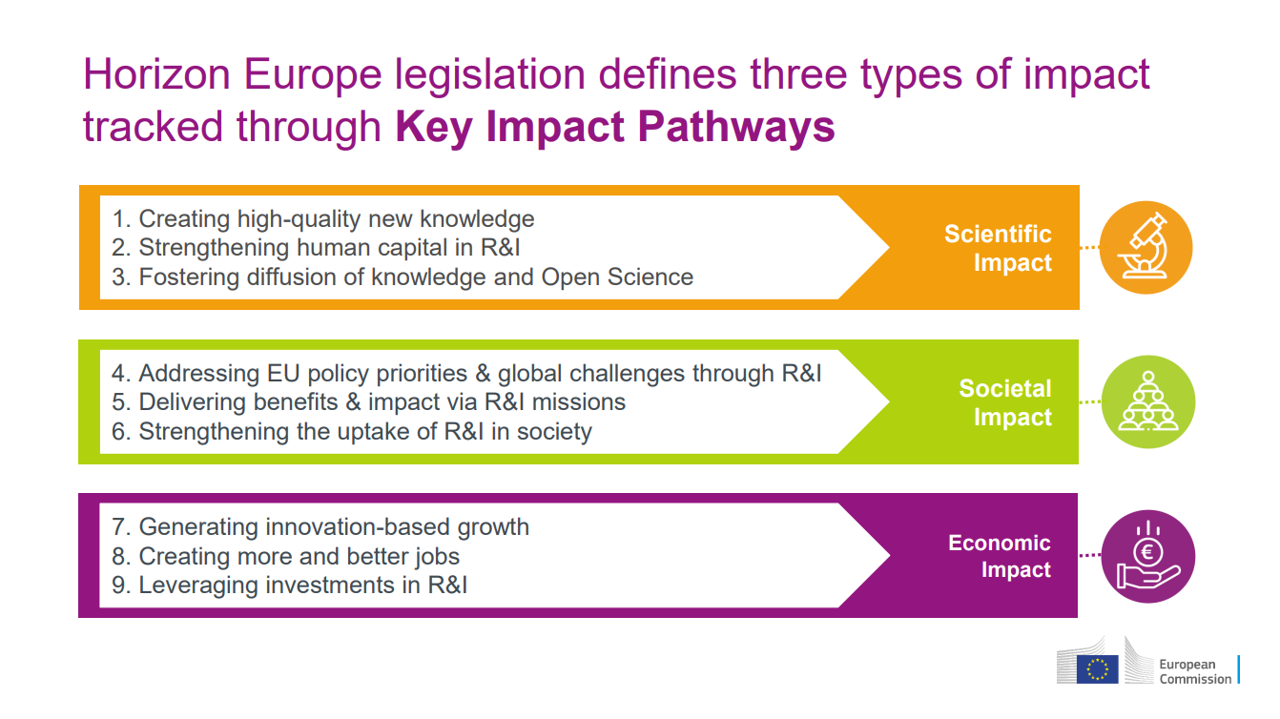 Horizon Europe legislation defines three types of impact
tracked through Key Impact Pathways
1. Creating high-quality new knowledge
2. Strengthening human capital in R&I
3. Fostering diffusion of knowledge and Open Science
Scientific
Impact
4. Addressing EU policy priorities & global challenges through R&I
5. Delivering benefits & impact via R&I missions
6. Strengthening the uptake of R&I in society
Societal
Impact
7. Generating innovation-based growth
8. Creating more and better jobs
9. Leveraging investments in R&I
Economic
Impact
€
European
Commission